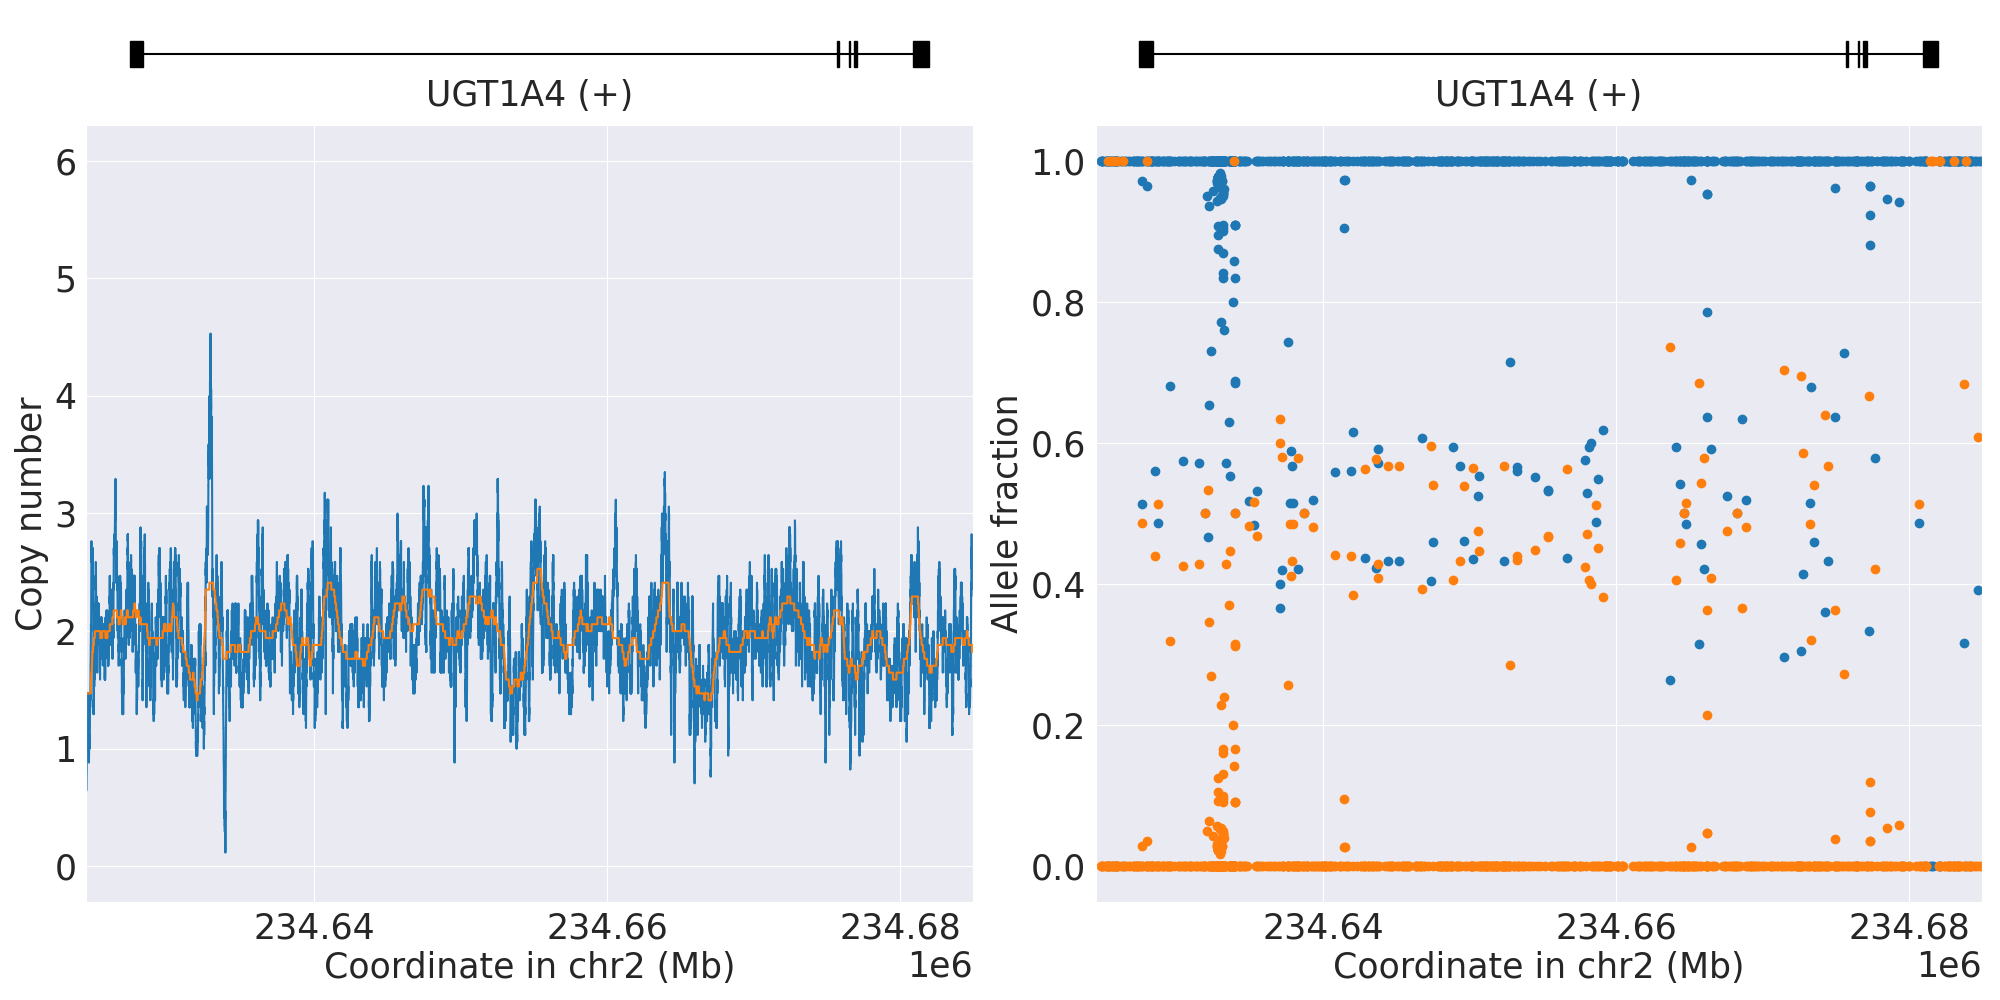 UGT1A4 (+)
6
5
4
3
2
1
0
Copy number
234.64 234.66 234.68
1e6
Coordinate in chr2 (Mb)
UGT1A4 (+)
1.0
0.8
0.6
0.4
0.2
0.0
Allele fraction
234.64 234.66 234.68
1e6
Coordinate in chr2 (Mb)